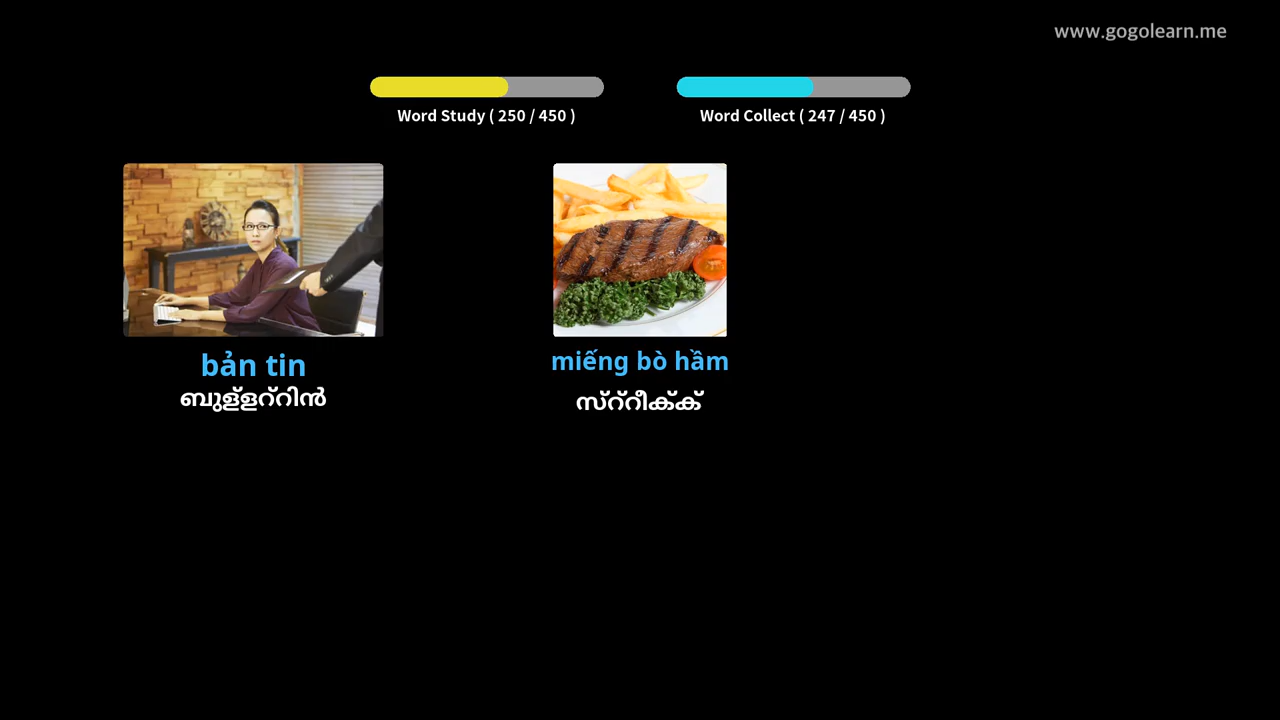 www.gogolearn.me
Word Study ( 250 / 450 )
Word Collect ( 247 / 450 )
bản tin
ബുള്ളറ്റിൻ
miếng bò hầm
സ്റ്റീക്ക്